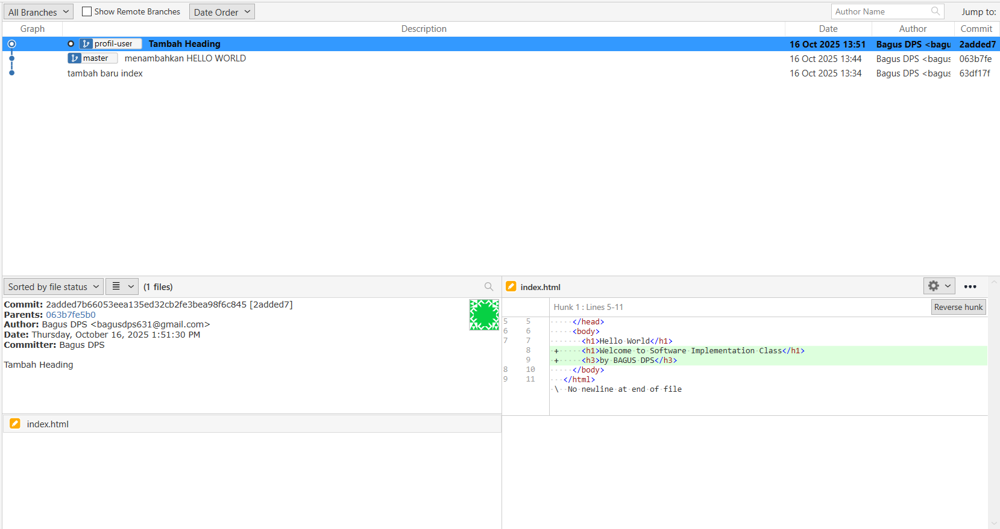 All Branches Show Remote Branches Date Order Author Name Jump to:
Graph Description Date Author Commit
profil-user Tambah Heading 16 Oct 2025 13:51 Bagus DPS <bagu 2added7
master menambahkan HELLO WORLD 16 Oct 2025 13:44 Bagus DPS <bagus 063b7fe
tambah baru index 16 Oct 2025 13:34 Bagus DPS <bagus 63df17f
Sorted by file status (1 files)
Commit: 2added7b66053eea135ed32cb2fe3bea98f6c845 [2added7]
Parents: 063b7fe5b0
Author: Bagus DPS <bagusdps631@gmail.com>
Date: Thursday, October 16, 2025 1:51:30 PM
Committer: Bagus DPS
Tambah Heading
index.html
index.html
Hunk 1 : Lines 5-11 Reverse hunk
5 5 </head>
6 6 <body>
7 7 <h1>Hello World</h1>
8 + <h1>Welcome to Software Implementation Class</h1>
9 + <h3>by BAGUS DPS</h3>
8 10 </body>
9 11 </html>
\ No newline at end of file